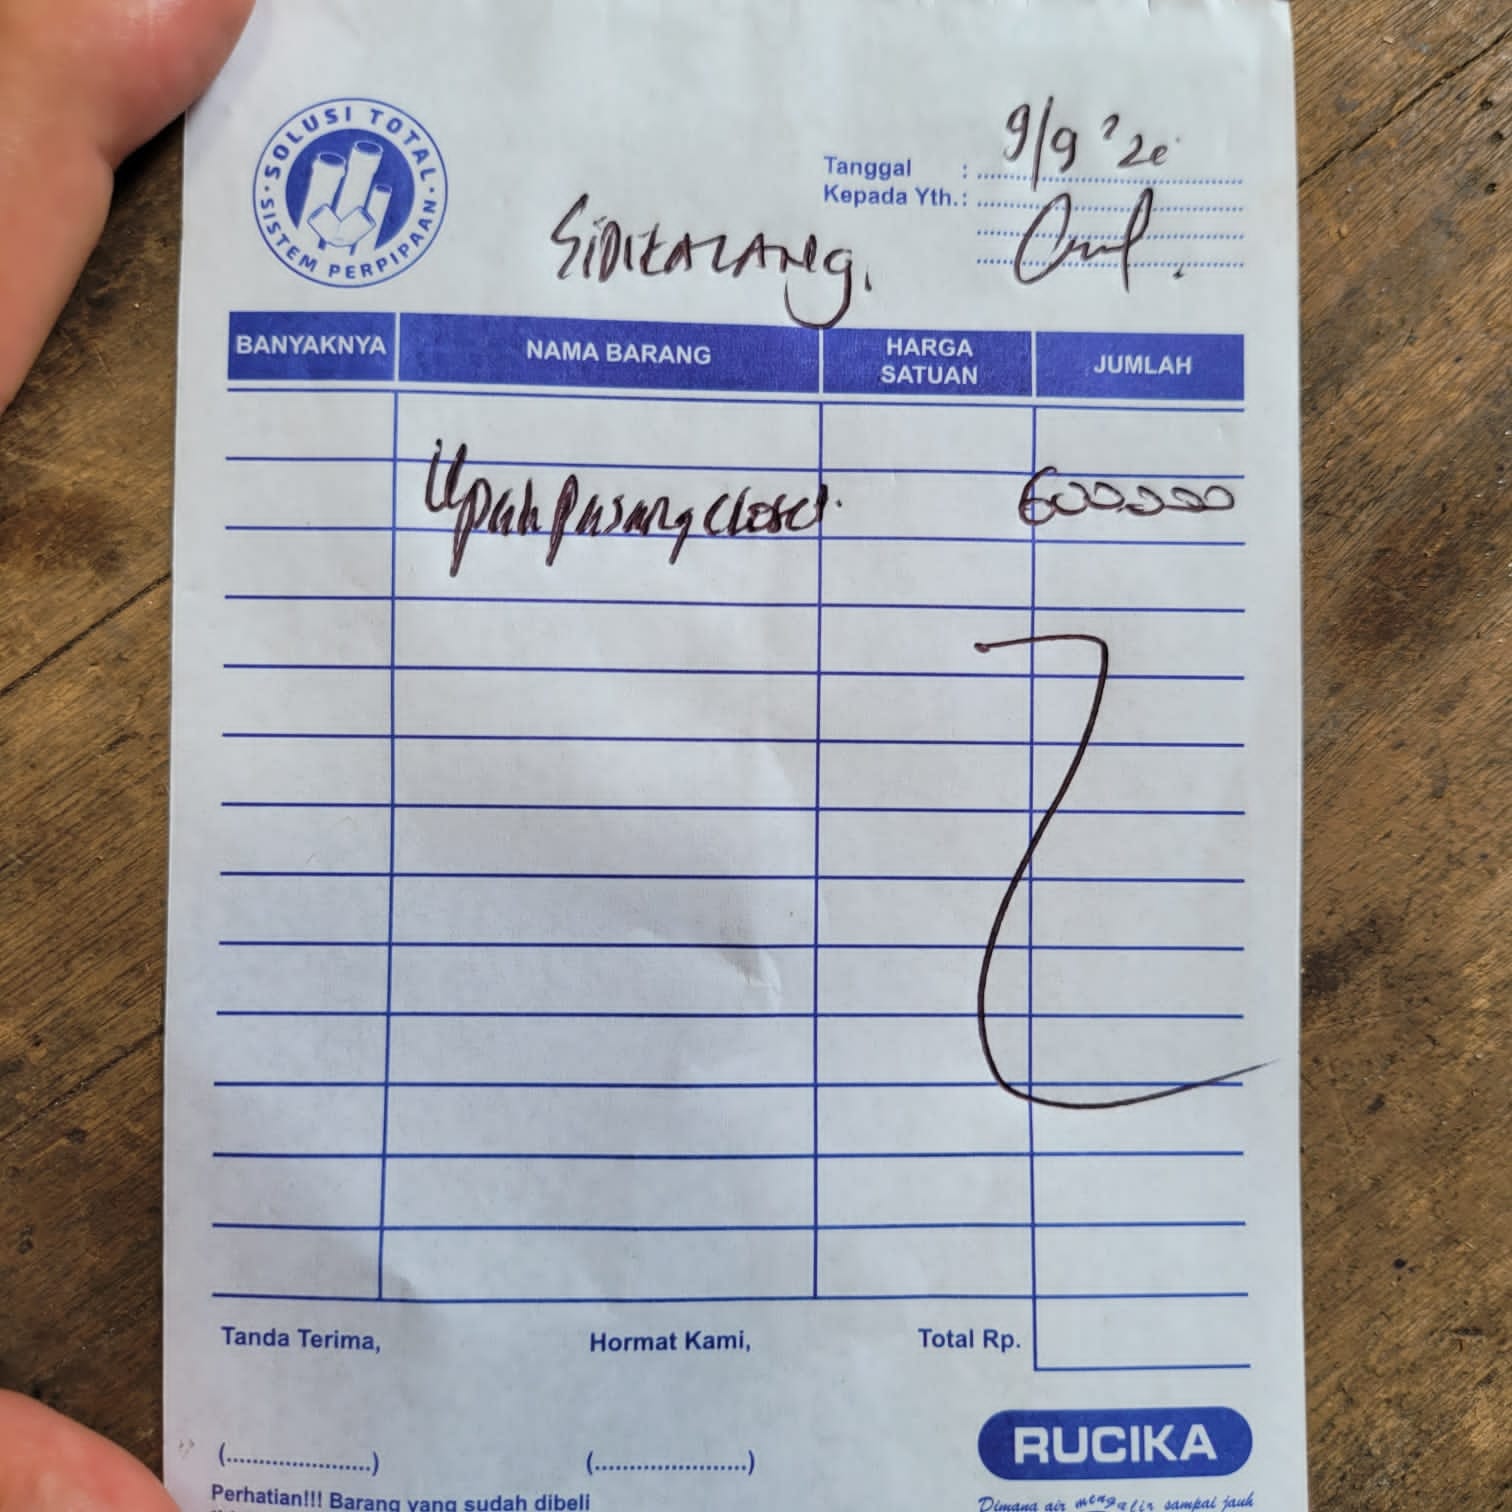 SOLUSI TOTAL
SISTEM PERPIPAAN
Tanggal : 9/9
Kepada Yth. :
SIDIKALANG.
BANYAKNYA NAMA BARANG HARGA SATUAN JUMLAH
Upah pasang closet. 600.000
Tanda Terima, Hormat Kami, Total Rp.
(......................) (......................)
RUCIKA
Perhatian!!! Barang yang sudah dibeli
Dimana air mengalir sampai jauh